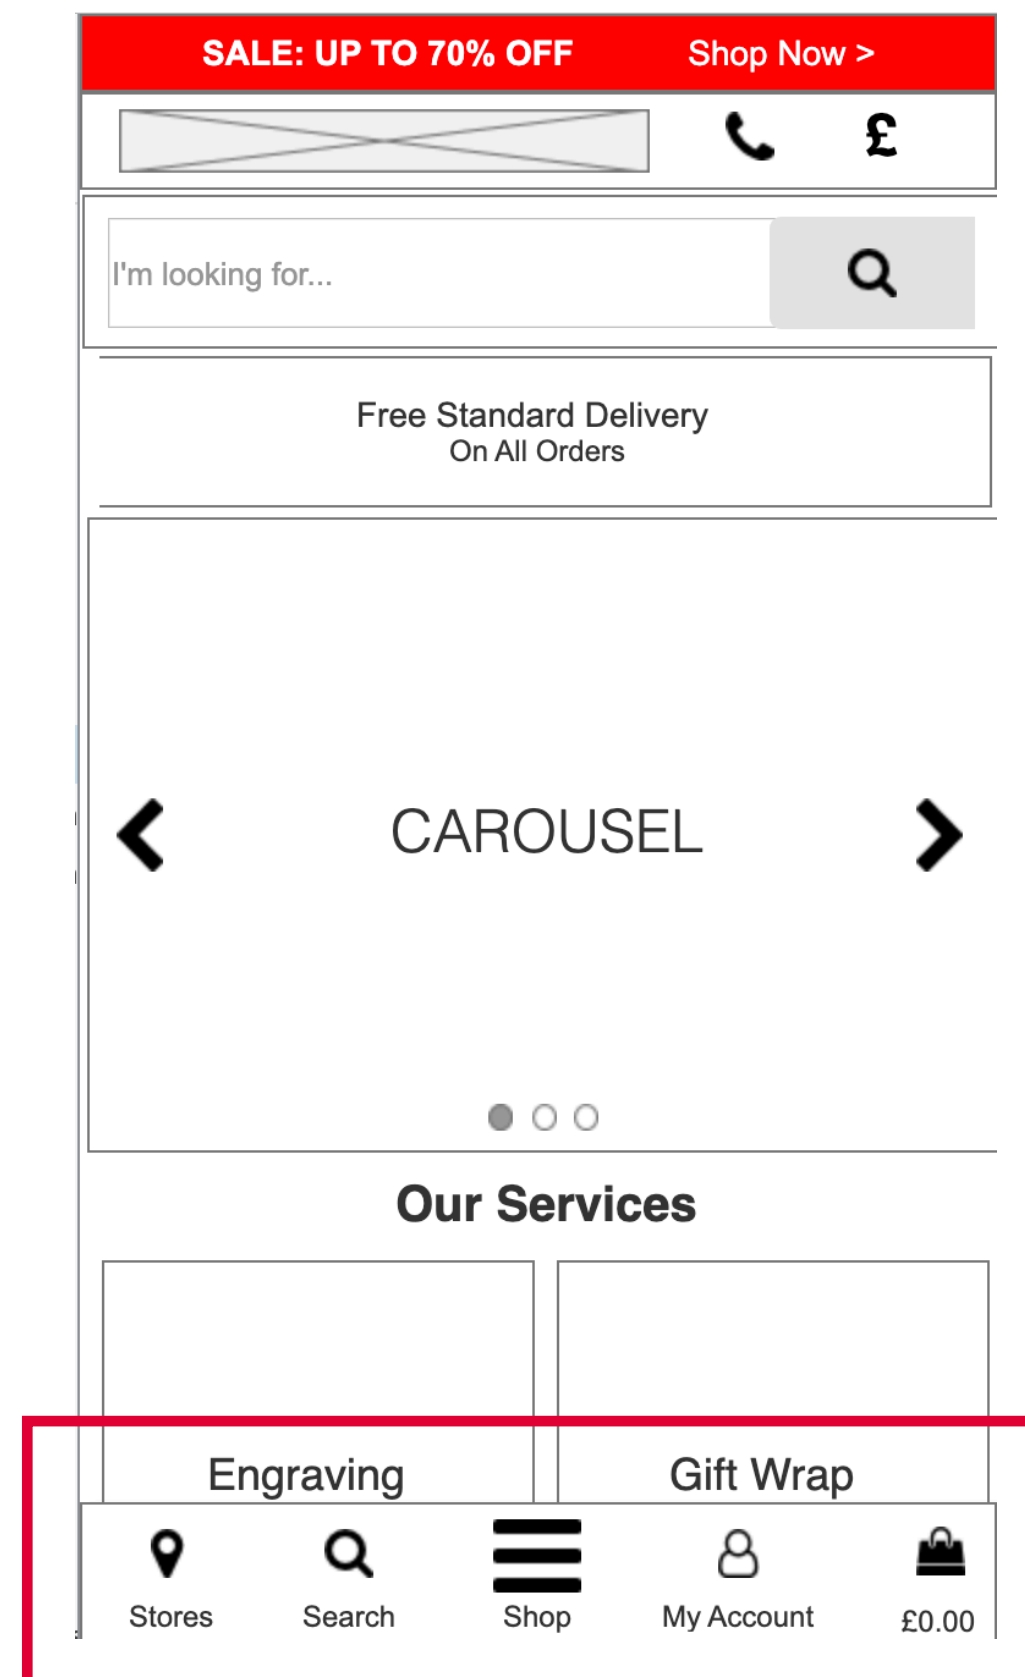 SALE: UP TO 70% OFF Shop Now >
£
I'm looking for...
Free Standard Delivery
On All Orders
CAROUSEL
Our Services
Engraving Gift Wrap
Stores Search Shop My Account £0.00